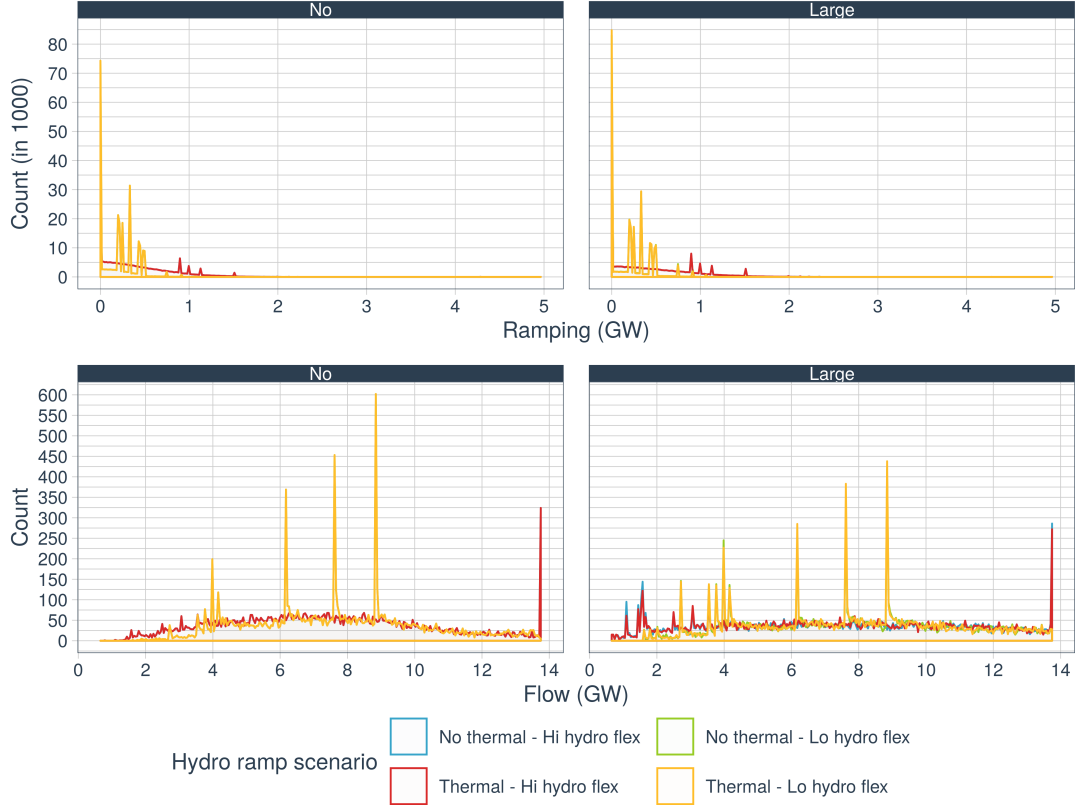 No Large
Count (in 1000)
80
70
60
50
40
30
20
10
0
0 1 2 3 4 5 0 1 2 3 4 5
Ramping (GW)
No Large
Count
600
550
500
450
400
350
300
250
200
150
100
50
0
0 2 4 6 8 10 12 14 0 2 4 6 8 10 12 14
Flow (GW)
Hydro ramp scenario
No thermal - Hi hydro flex No thermal - Lo hydro flex
Thermal - Hi hydro flex Thermal - Lo hydro flex